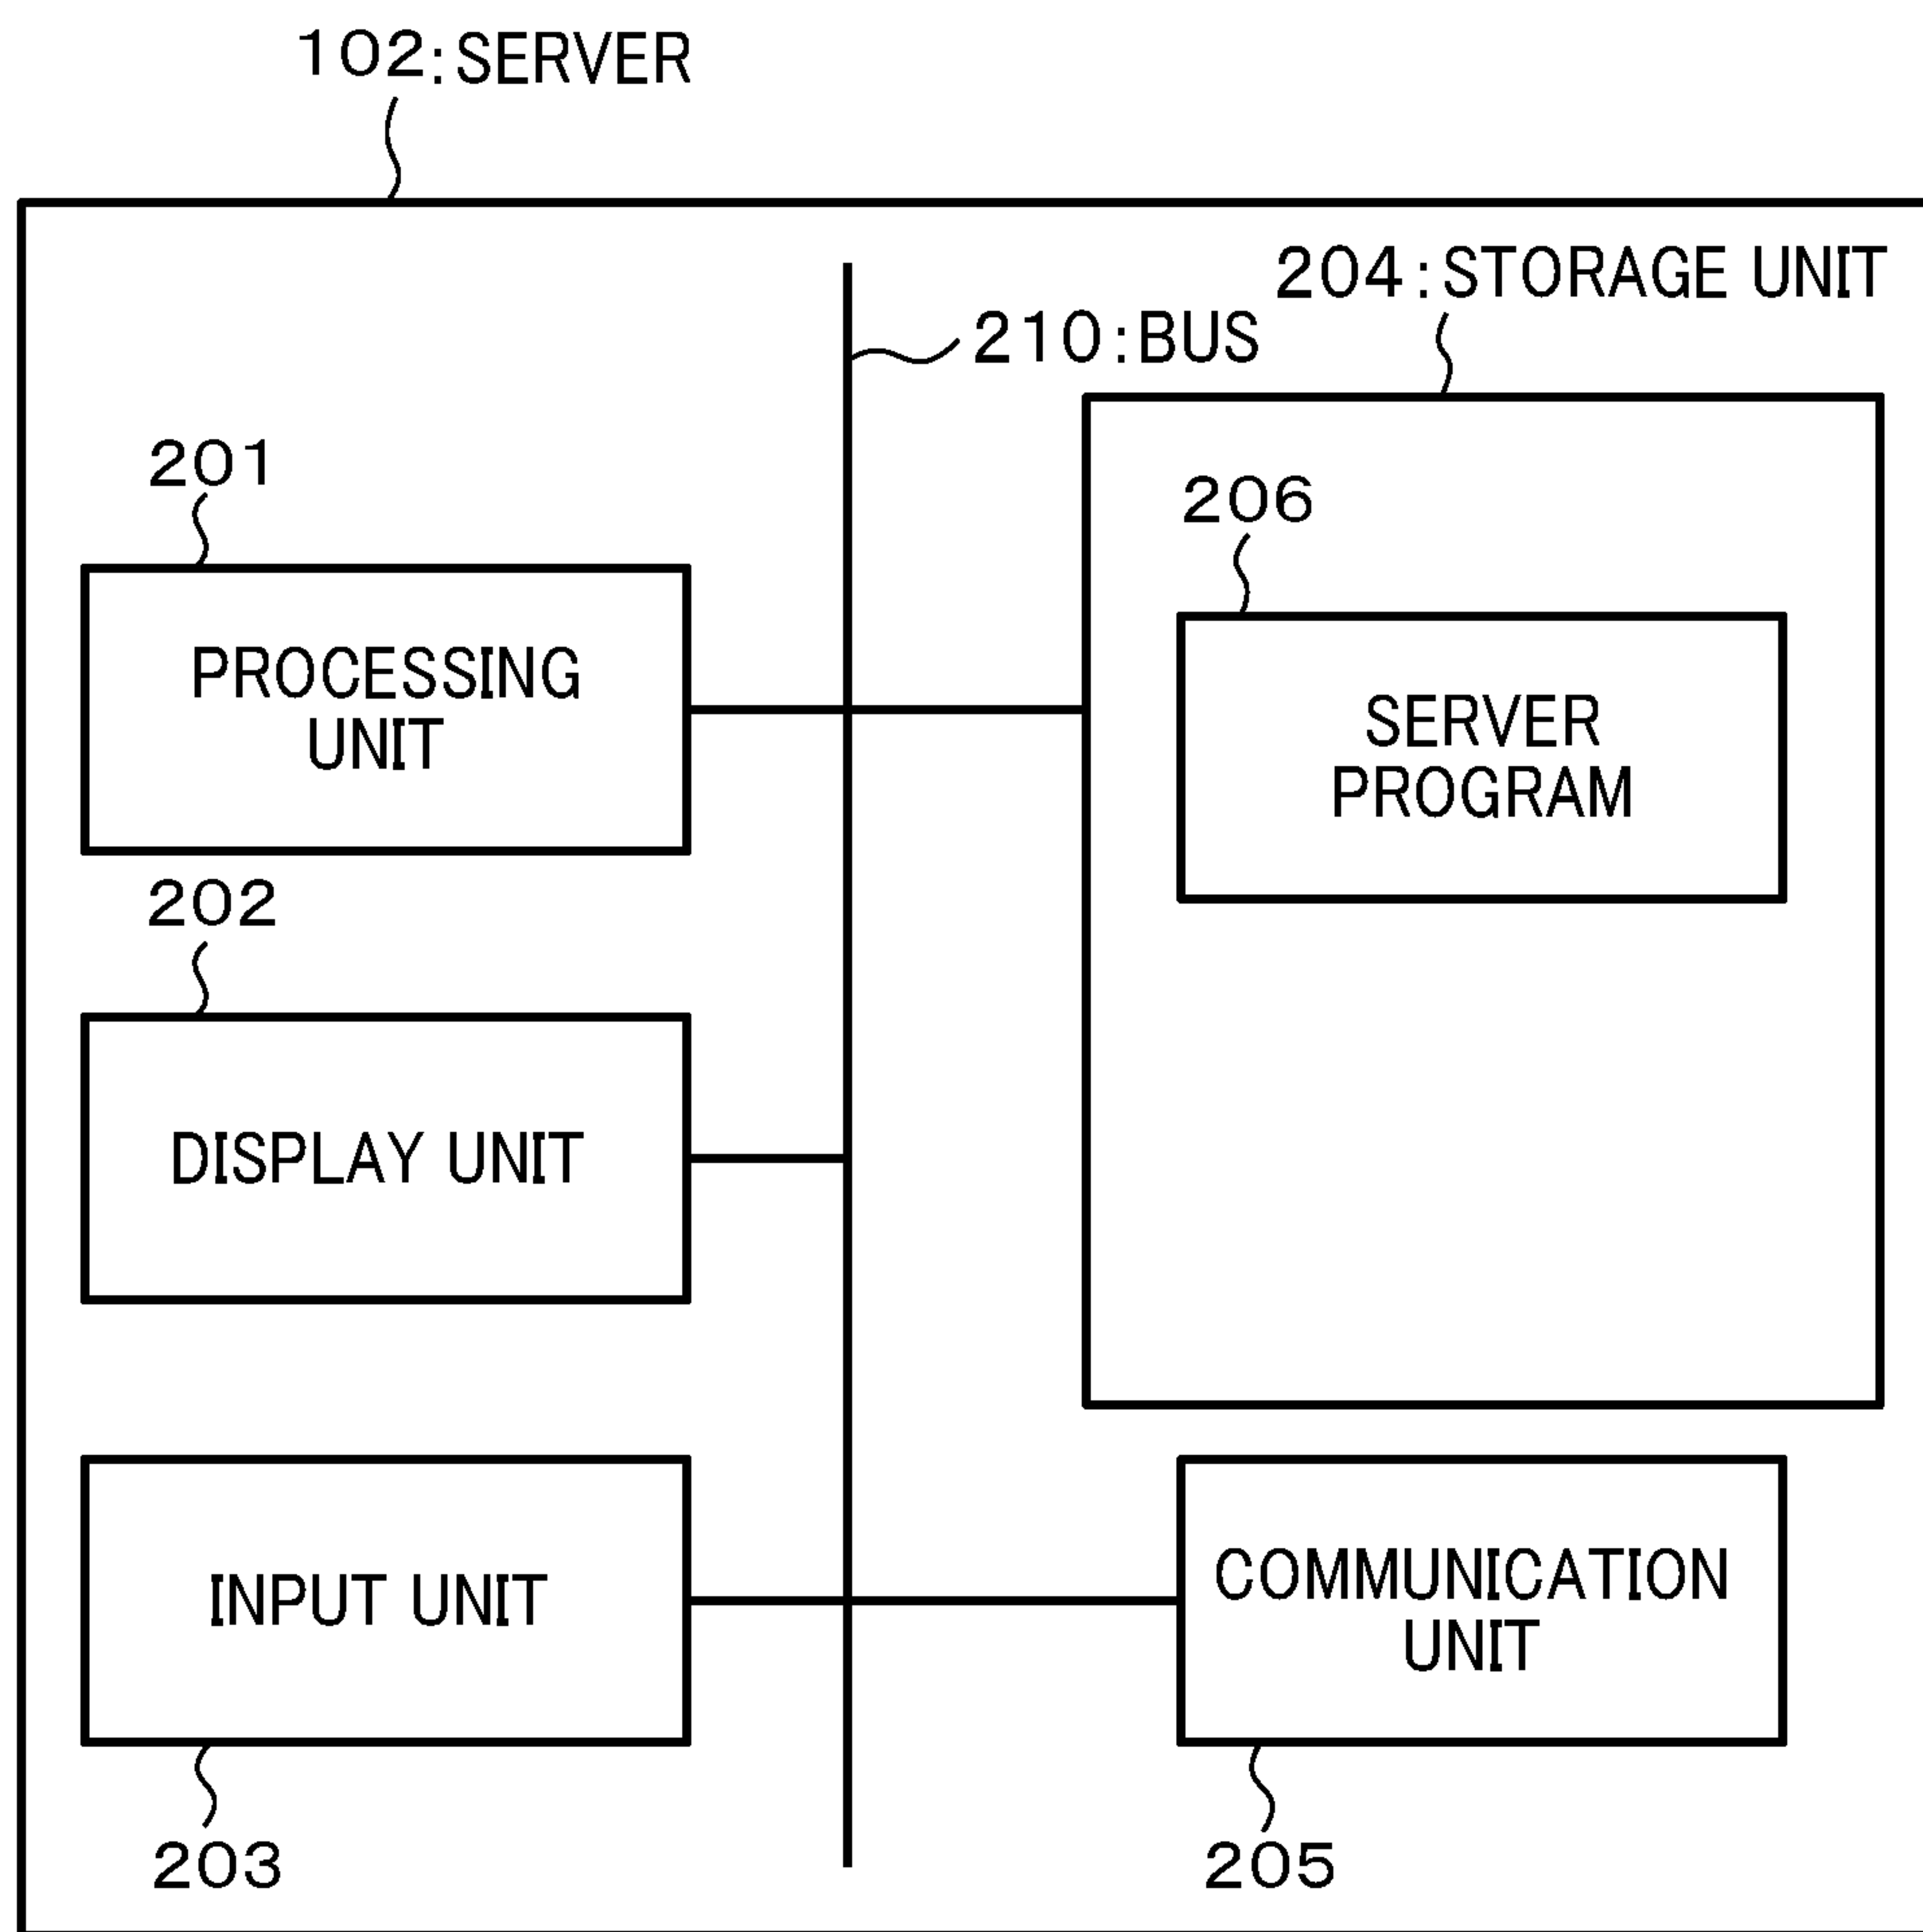 102:SERVER
204:STORAGE UNIT
210:BUS
201
206
PROCESSING
UNIT
SERVER
PROGRAM
202
DISPLAY UNIT
INPUT UNIT
COMMUNICATION
UNIT
203
205